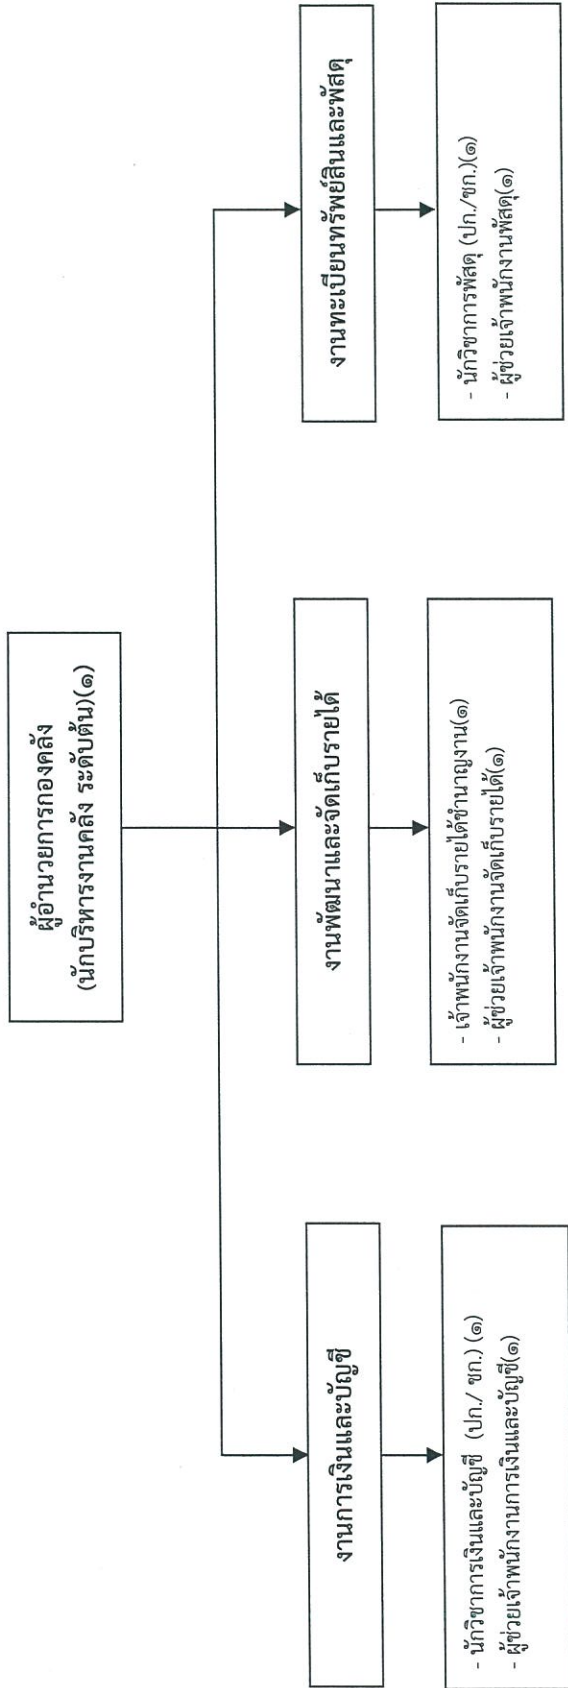 ผู้อำนวยการกองคลัง
(นักบริหารงานคลัง ระดับต้น)(๑)
งานการเงินและบัญชี
- นักวิชาการเงินและบัญชี (ปก./ ชก.) (๑)
- ผู้ช่วยเจ้าพนักงานการเงินและบัญชี(๑)
งานพัฒนาและจัดเก็บรายได้
- เจ้าพนักงานจัดเก็บรายได้ชำนาญงาน(๑)
- ผู้ช่วยเจ้าพนักงานจัดเก็บรายได้(๑)
งานทะเบียนทรัพย์สินและพัสดุ
- นักวิชาการพัสดุ (ปก./ชก.)(๑)
- ผู้ช่วยเจ้าพนักงานพัสดุ(๑)